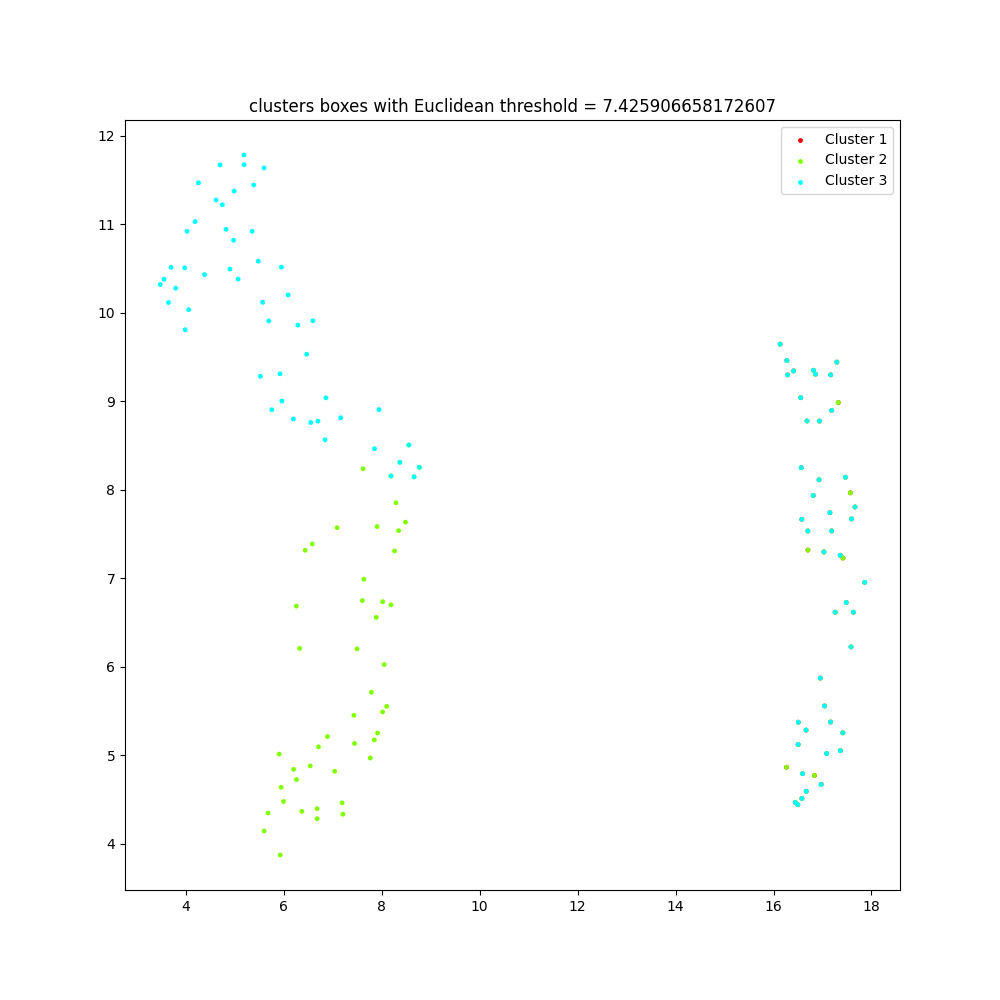 clusters boxes with Euclidean threshold = 7.425906658172607
Cluster 1
Cluster 2
Cluster 3
12
11
10
9
8
7
6
5
4
4 6 8 10 12 14 16 18